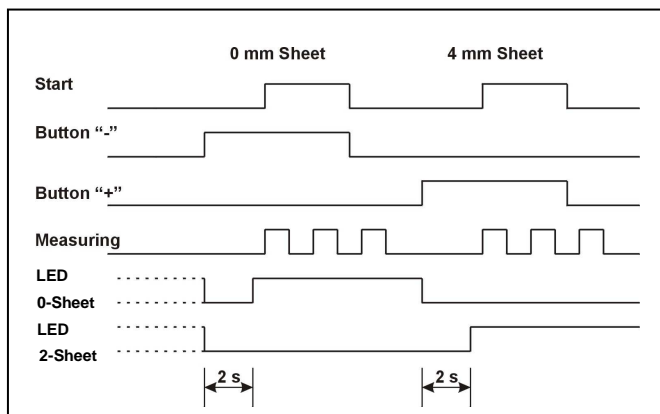 0 mm Sheet 4 mm Sheet
Start
Button “-”
Button “+”
Measuring
LED
0-Sheet
LED
2-Sheet
2 s 2 s